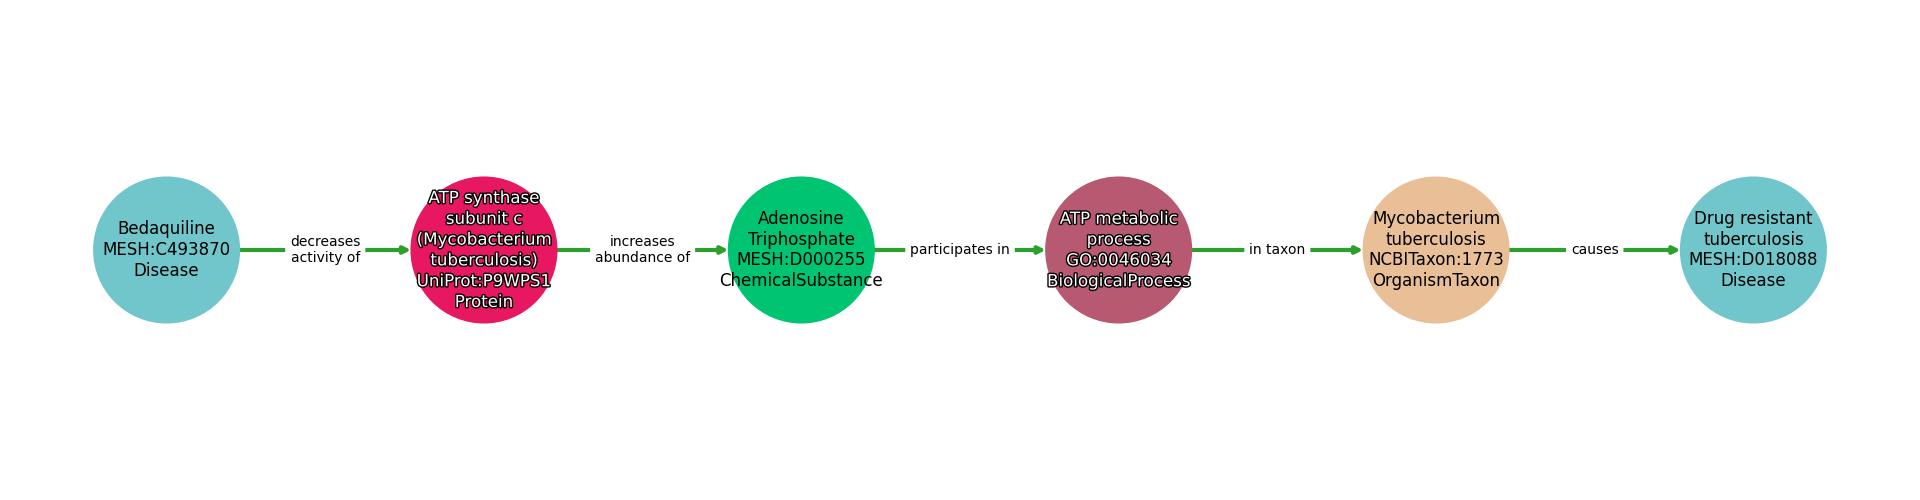 Bedaquiline
MESH:C493870
Disease
decreases
activity of
ATP synthase
subunit c
(Mycobacterium
tuberculosis)
UniProt:P9WPS1
Protein
increases
abundance of
Adenosine
Triphosphate
MESH:D000255
ChemicalSubstance
participates in
ATP metabolic
process
GO:0046034
BiologicalProcess
in taxon
Mycobacterium
tuberculosis
NCBITaxon:1773
OrganismTaxon
causes
Drug resistant
tuberculosis
MESH:D018088
Disease